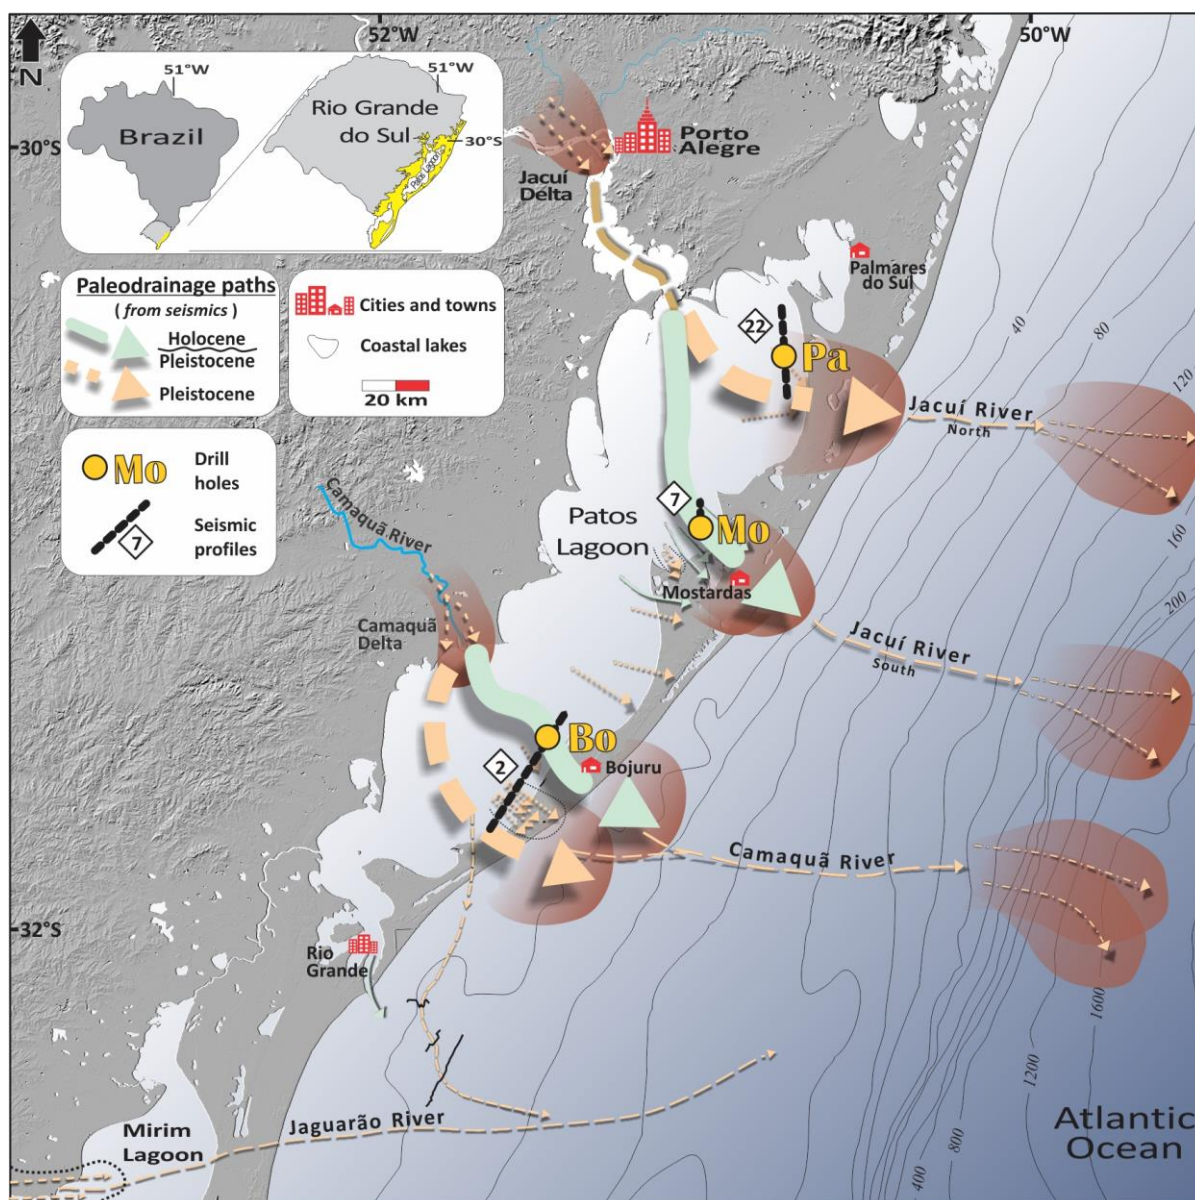 52°W
50°W
N
51°W
51°W
Brazil
Rio Grande
do Sul
30°S
Patos Lagoon
30°S
Porto
Alegre
Jacuí
Delta
Palmares
do Sul
Paleodrainage paths
( from seismics )
Holocene
Pleistocene
Pleistocene
Cities and towns
Coastal lakes
20 km
22
Pa
40
80
120
Jacuí River
North
Mo
Drill
holes
7
Seismic
profiles
160
200
7
Mo
Patos
Lagoon
Camaquã River
Mostardas
Camaquã
Delta
Jacuí River
South
Bo
2
Bojuru
Camaquã River
32°S
Rio
Grande
1600
1200
800
400
Jaguarão River
Mirim
Lagoon
Atlantic
Ocean